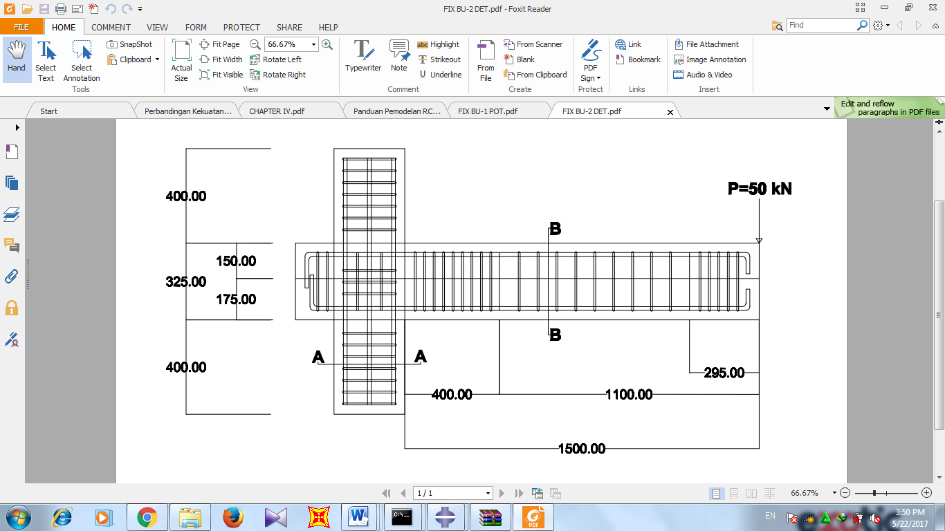 FIX BU-2 DET.pdf - Foxit Reader
FILE HOME COMMENT VIEW FORM PROTECT SHARE HELP
Find
Hand
Select Text
Select Annotation
SnapShot
Clipboard
Tools
Actual Size
Fit Page
Fit Width
Fit Visible
66.67%
Rotate Left
Rotate Right
View
Typewriter
Note
Highlight
Strikeout
Underline
Comment
From File
From Scanner
Blank
From Clipboard
Create
PDF Sign
Protect
Link
Bookmark
Links
File Attachment
Image Annotation
Audio & Video
Insert
Start
Perbandingan Kekuatan...
CHAPTER IV.pdf
Panduan Pemodelan RC...
FIX BU-1 POT.pdf
FIX BU-2 DET.pdf
Edit and reflow
paragraphs in PDF files
P=50 kN
400.00
B
150.00
325.00
175.00
B
A A
400.00
295.00
400.00
1100.00
1500.00
1 / 1
66.67%
EN
3:50 PM
5/22/2017